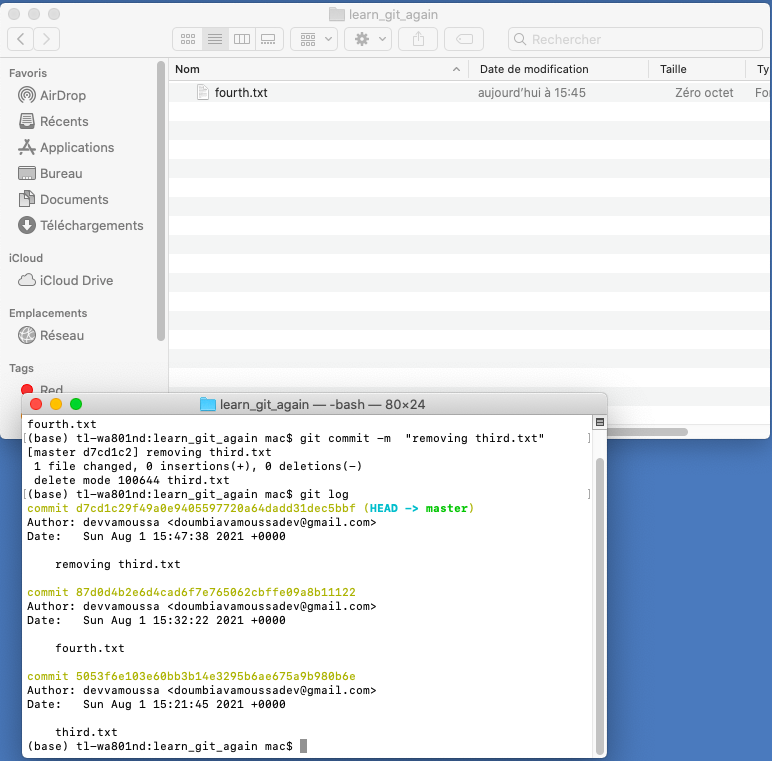 learn_git_again
Rechercher
Favoris
AirDrop
Récents
Applications
Bureau
Documents
Téléchargements
iCloud
iCloud Drive
Emplacements
Réseau
Tags
Red
Nom Date de modification Taille Ty
fourth.txt aujourd'hui à 15:45 Zéro octet Fo
learn_git_again — -bash — 80×24
fourth.txt
[(base) tl-wa801nd:learn_git_again mac$ git commit -m  "removing third.txt" ]
[master d7cd1c2] removing third.txt
 1 file changed, 0 insertions(+), 0 deletions(-)
 delete mode 100644 third.txt
[(base) tl-wa801nd:learn_git_again mac$ git log ]
commit d7cd1c29f49a0e9405597720a64dadd31dec5bbf (HEAD -> master)
Author: devvamoussa <doumbiavamoussadev@gmail.com>
Date:   Sun Aug 1 15:47:38 2021 +0000
    removing third.txt
commit 87d0d4b2e6d4cad6f7e765062cbffe09a8b11122
Author: devvamoussa <doumbiavamoussadev@gmail.com>
Date:   Sun Aug 1 15:32:22 2021 +0000
    fourth.txt
commit 5053f6e103e60bb3b14e3295b6ae675a9b980b6e
Author: devvamoussa <doumbiavamoussadev@gmail.com>
Date:   Sun Aug 1 15:21:45 2021 +0000
    third.txt
(base) tl-wa801nd:learn_git_again mac$